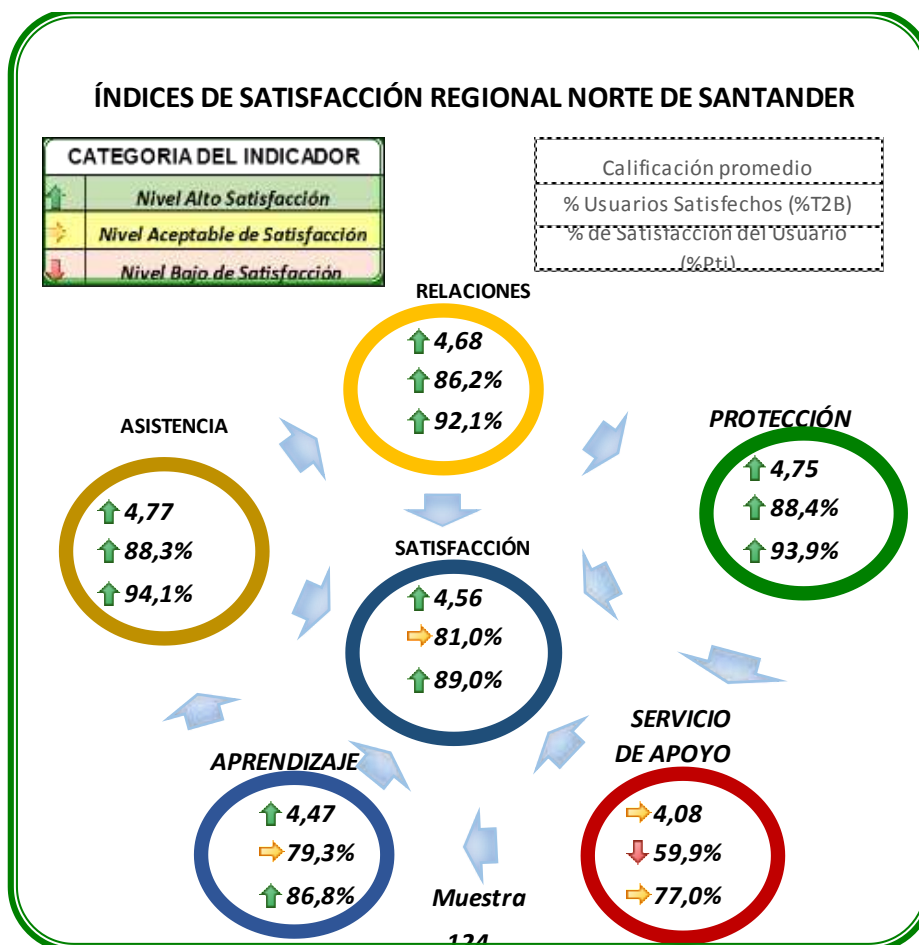 ÍNDICES DE SATISFACCIÓN REGIONAL NORTE DE SANTANDER
CATEGORIA DEL INDICADOR
Nivel Alto Satisfacción
Nivel Aceptable de Satisfacción
Nivel Bajo de Satisfacción
Calificación promedio
% Usuarios Satisfechos (%T2B)
% de Satisfacción del Usuario
(%Pti)
RELACIONES
4,68
86,2%
92,1%
ASISTENCIA
4,77
88,3%
94,1%
PROTECCIÓN
4,75
88,4%
93,9%
SATISFACCIÓN
4,56
81,0%
89,0%
APRENDIZAJE
4,47
79,3%
86,8%
SERVICIO
DE APOYO
4,08
59,9%
77,0%
Muestra
124